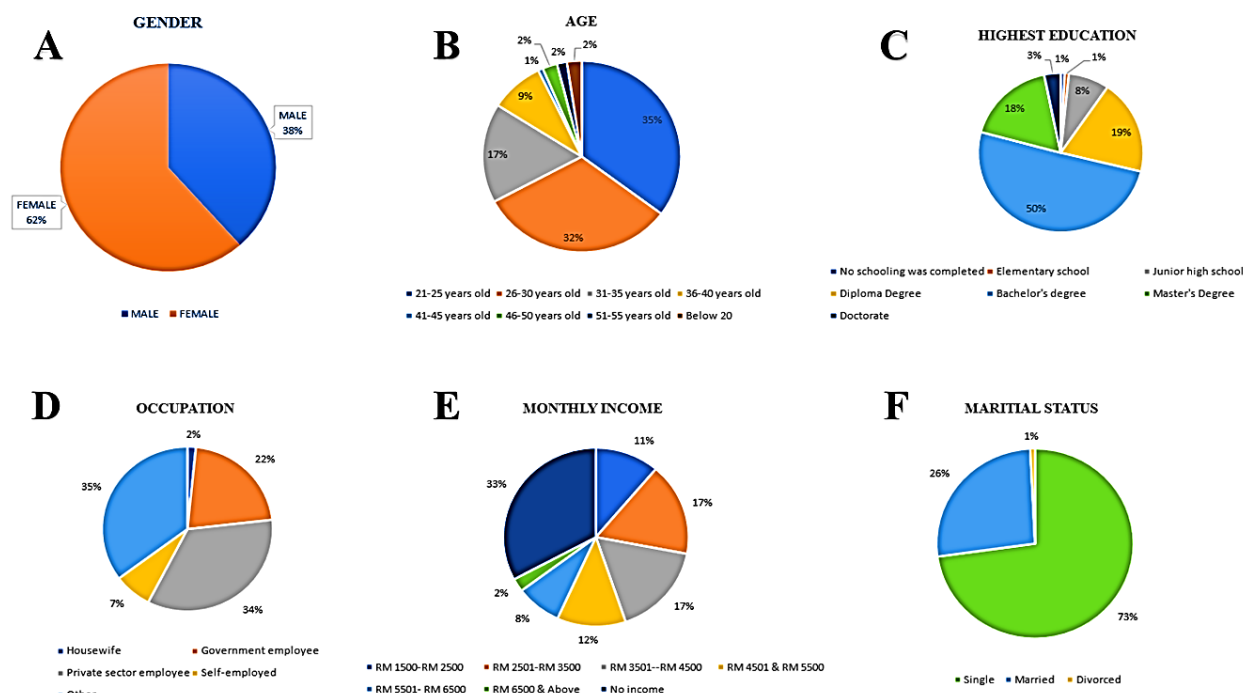 A
GENDER
MALE
38%
FEMALE
62%
MALE FEMALE
B
AGE
2% 2% 2%
1%
9%
35%
17%
32%
21-25 years old 26-30 years old 31-35 years old 36-40 years old
41-45 years old 46-50 years old 51-55 years old Below 20
C
HIGHEST EDUCATION
3% 1% 1%
8%
18%
19%
50%
No schooling was completed Elementary school Junior high school
Diploma Degree Bachelor's degree Master's Degree
Doctorate
D
OCCUPATION
2%
22%
35%
7%
34%
Housewife Government employee
Private sector employee Self-employed
Other
E
MONTHLY INCOME
11%
33%
17%
2%
17%
8%
12%
RM 1500-RM 2500 RM 2501-RM 3500 RM 3501--RM 4500 RM 4501 & RM 5500
RM 5501- RM 6500 RM 6500 & Above No income
F
MARITIAL STATUS
1%
26%
73%
Single Married Divorced